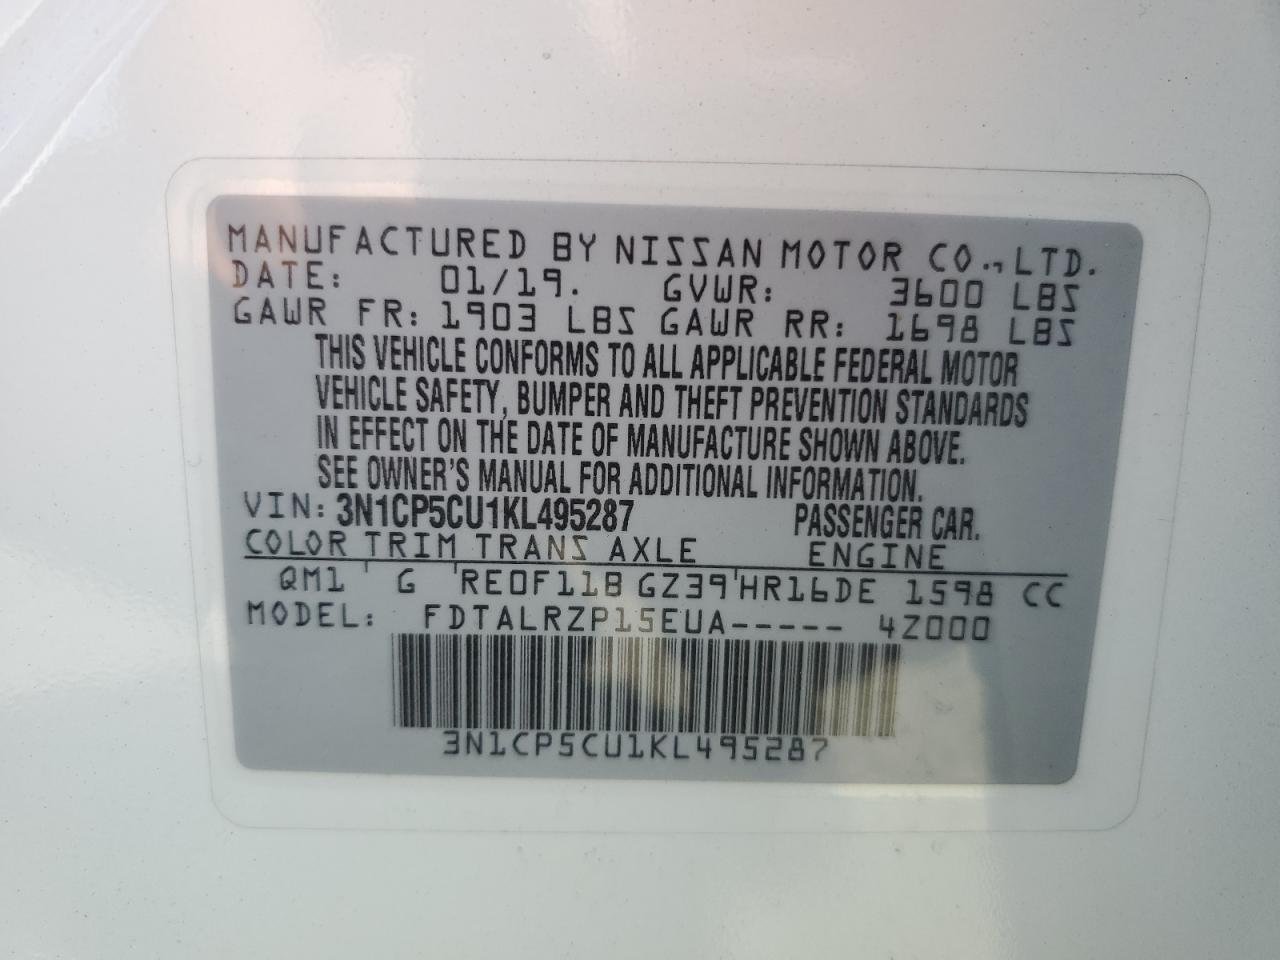 MANUFACTURED BY NISSAN MOTOR CO., LTD.
DATE: 01/19. GVWR: 3600 LBS
GAWR FR: 1903 LBS GAWR RR: 1698 LBS
THIS VEHICLE CONFORMS TO ALL APPLICABLE FEDERAL MOTOR
VEHICLE SAFETY, BUMPER AND THEFT PREVENTION STANDARDS
IN EFFECT ON THE DATE OF MANUFACTURE SHOWN ABOVE.
SEE OWNER'S MANUAL FOR ADDITIONAL INFORMATION.
VIN: 3N1CP5CU1KL495287 PASSENGER CAR.
COLOR TRIM TRANS AXLE ENGINE
QM1 ' G 'RE0F11B GZ39'HR16DE 1598 CC
MODEL: FDTALRZP15EUA----- 4Z000
3N1CP5CU1KL495287